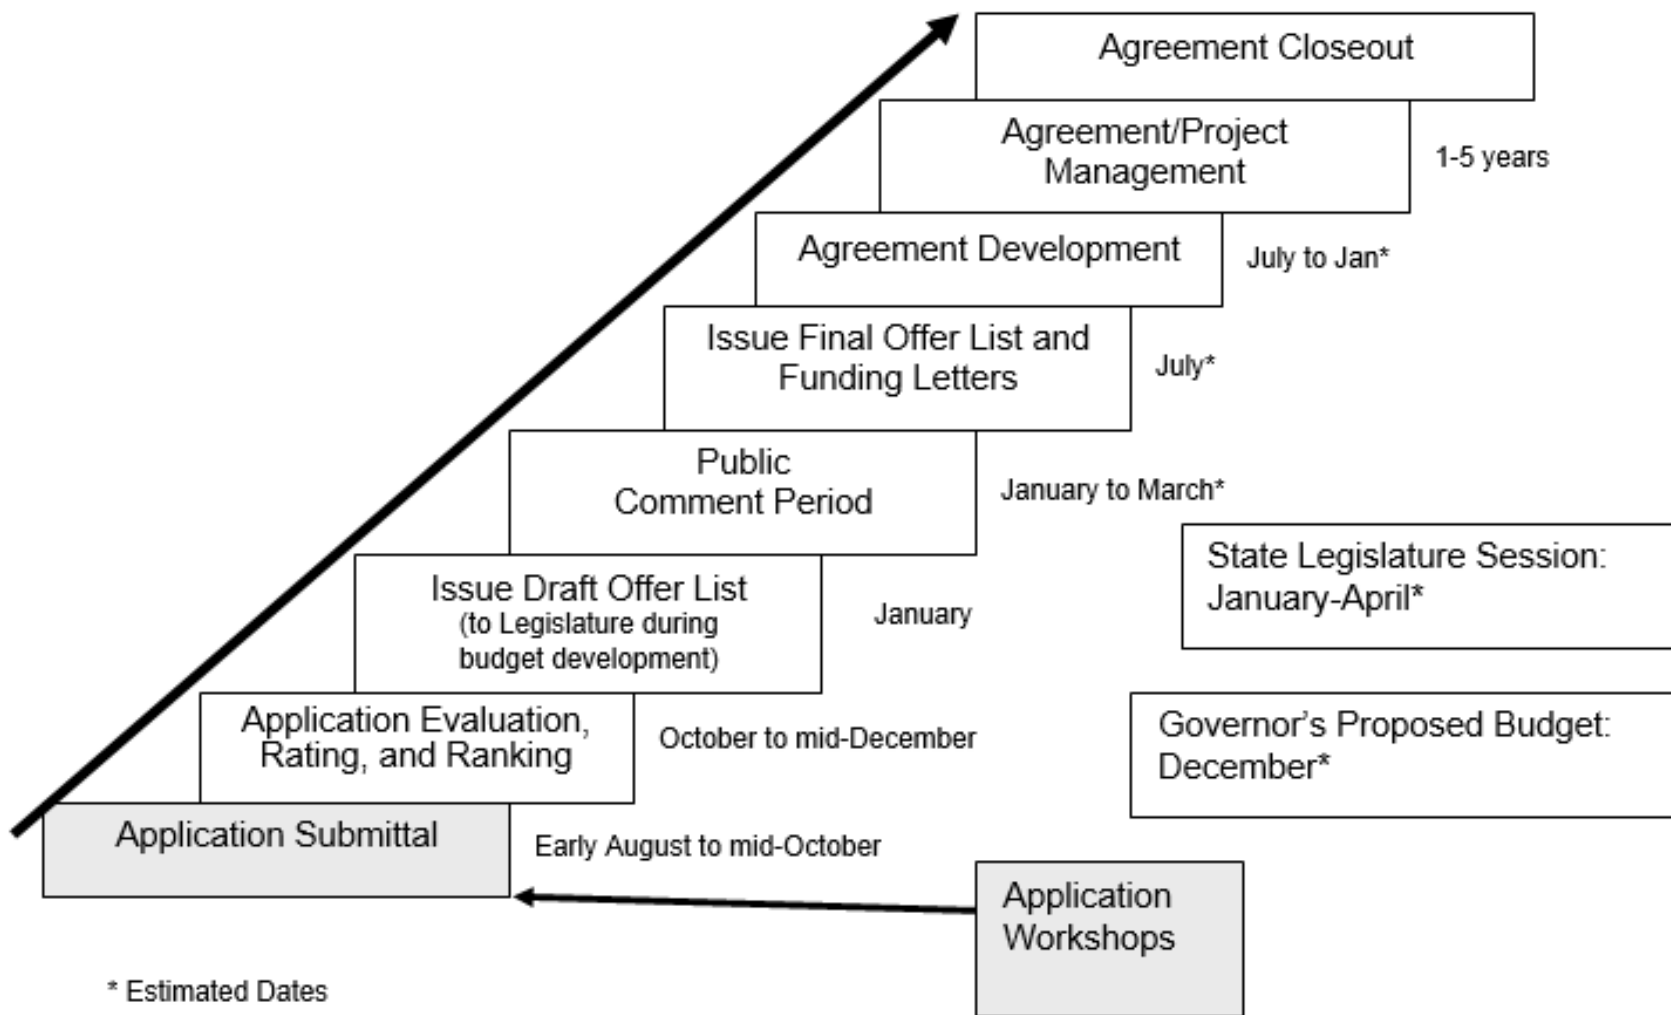 Agreement Closeout
Agreement/Project
Management
1-5 years
Agreement Development
July to Jan*
Issue Final Offer List and
Funding Letters
July*
Public
Comment Period
January to March*
State Legislature Session:
January-April*
Issue Draft Offer List
(to Legislature during
budget development)
January
Governor’s Proposed Budget:
December*
Application Evaluation,
Rating, and Ranking
October to mid-December
Application Submittal
Early August to mid-October
Application
Workshops
* Estimated Dates